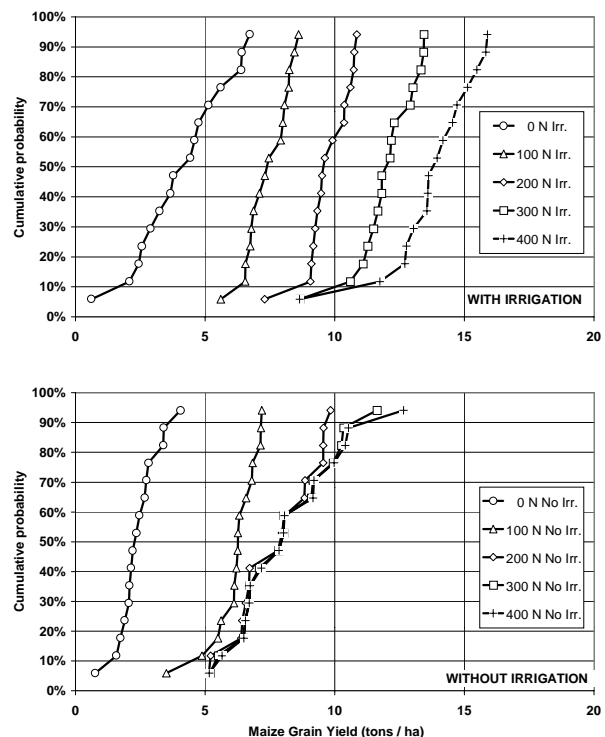 100%
90%
80%
70%
60%
50%
40%
30%
20%
10%
0%
Cumulative probability
0 N Irr.
100 N Irr.
200 N Irr.
300 N Irr.
400 N Irr.
WITH IRRIGATION
0 5 10 15 20
100%
90%
80%
70%
60%
50%
40%
30%
20%
10%
0%
Cumulative probability
0 N No Irr.
100 N No Irr.
200 N No Irr.
300 N No Irr.
400 N No Irr.
WITHOUT IRRIGATION
0 5 10 15 20
Maize Grain Yield (tons / ha)